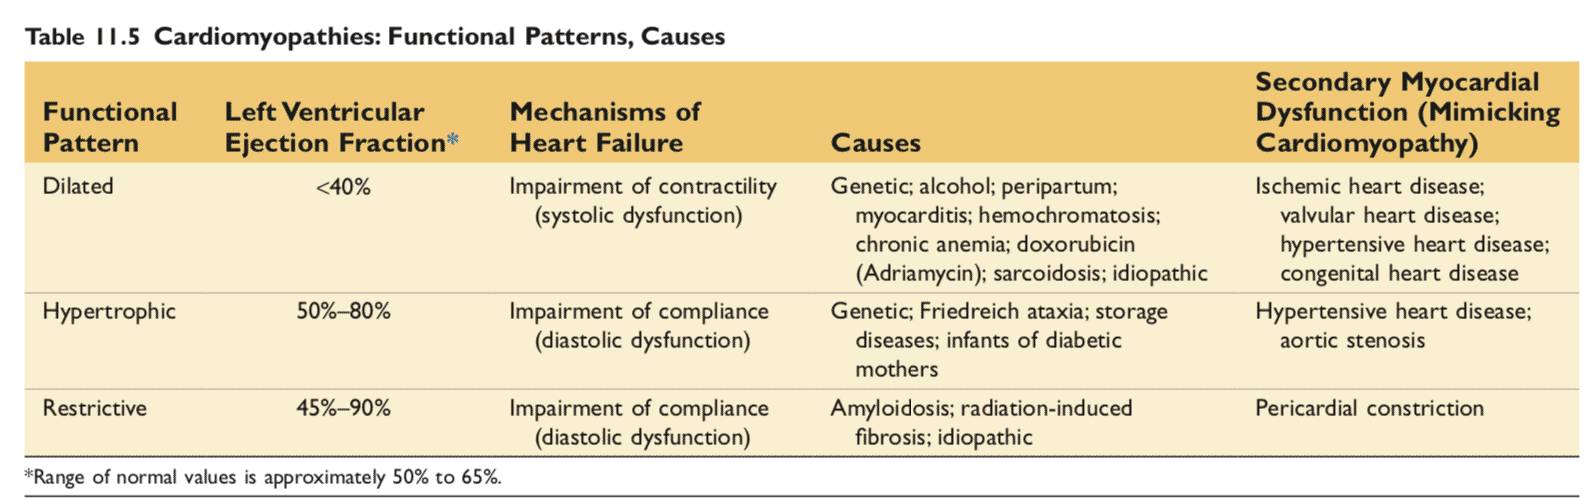 Table 11.5 Cardiomyopathies: Functional Patterns, Causes
Functional
Pattern
Left Ventricular
Ejection Fraction*
Mechanisms of
Heart Failure
Causes
Secondary Myocardial
Dysfunction (Mimicking
Cardiomyopathy)
Dilated
<40%
Impairment of contractility
(systolic dysfunction)
Genetic; alcohol; peripartum;
myocarditis; hemochromatosis;
chronic anemia; doxorubicin
(Adriamycin); sarcoidosis; idiopathic
Ischemic heart disease;
valvular heart disease;
hypertensive heart disease;
congenital heart disease
Hypertrophic
50%–80%
Impairment of compliance
(diastolic dysfunction)
Genetic; Friedreich ataxia; storage
diseases; infants of diabetic
mothers
Hypertensive heart disease;
aortic stenosis
Restrictive
45%–90%
Impairment of compliance
(diastolic dysfunction)
Amyloidosis; radiation-induced
fibrosis; idiopathic
Pericardial constriction
*Range of normal values is approximately 50% to 65%.